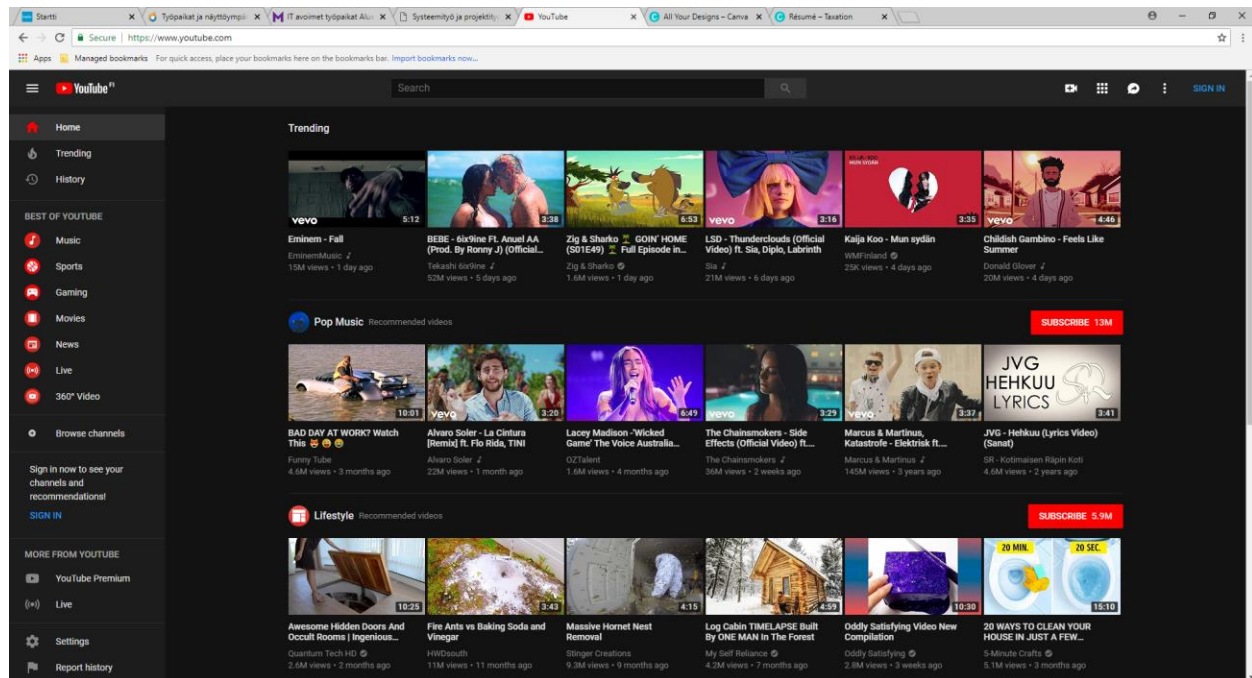 Startti
Työpaikat ja näyttöympär
IT avoimet työpaikat Alus
Systeemityö ja projektity
YouTube
All Your Designs – Canva
Résumé – Taxation
Secure | https://www.youtube.com
Apps Managed bookmarks For quick access, place your bookmarks here on the bookmarks bar. Import bookmarks now...
YouTube FI
Search
SIGN IN
Home
Trending
History
BEST OF YOUTUBE
Music
Sports
Gaming
Movies
News
Live
360° Video
Browse channels
Sign in now to see your
channels and
recommendations!
SIGN IN
MORE FROM YOUTUBE
YouTube Premium
Live
Settings
Report history
Trending
vevo 5:12
Eminem - Fall
EminemMusic
15M views • 1 day ago
3:38
BEBE - 6ix9ine Ft. Anuel AA
(Prod. By Ronny J) (Official...
Tekashi 6ix9ine
52M views • 5 days ago
6:53
Zig & Sharko 🌴 GOIN' HOME
(S01E49) 🌴 Full Episode in...
Zig & Sharko
1.6M views • 1 day ago
vevo 3:16
LSD - Thunderclouds (Official
Video) ft. Sia, Diplo, Labrinth
Sia
21M views • 6 days ago
MUN SYDÄN
3:35
Kaija Koo - Mun sydän
WMFinland
25K views • 4 days ago
vevo 4:46
Childish Gambino - Feels Like
Summer
Donald Glover
20M views • 4 days ago
Pop Music Recommended videos
SUBSCRIBE 13M
10:01
BAD DAY AT WORK? Watch
This
Funny Tube
4.6M views • 3 months ago
vevo 3:20
Alvaro Soler - La Cintura
[Remix] ft. Flo Rida, TINI
Alvaro Soler
22M views • 1 month ago
6:49
Lacey Madison -'Wicked
Game' The Voice Australia...
OZTalent
1.6M views • 4 months ago
3:29
The Chainsmokers - Side
Effects (Official Video) ft....
The Chainsmokers
36M views • 2 weeks ago
vevo 3:37
Marcus & Martinus,
Katastrofe - Elektrisk ft....
Marcus & Martinus
145M views • 3 years ago
JVG
HEHKUU
LYRICS
3:41
JVG - Hehkuu (Lyrics Video)
(Sanat)
SR - Kotimaisen Räpin Koti
4.6M views • 2 years ago
Lifestyle Recommended videos
SUBSCRIBE 5.9M
10:25
Awesome Hidden Doors And
Occult Rooms | Ingenious...
Quantum Tech HD
2.6M views • 2 months ago
3:43
Fire Ants vs Baking Soda and
Vinegar
HWDsouth
11M views • 11 months ago
4:15
Massive Hornet Nest
Removal
Stinger Creations
9.3M views • 9 months ago
4:59
Log Cabin TIMELAPSE Built
By ONE MAN In The Forest
My Self Reliance
4.2M views • 7 months ago
10:30
Oddly Satisfying Video New
Compilation
Oddly Satisfying
2.8M views • 3 weeks ago
20 MIN. 20 SEC.
15:10
20 WAYS TO CLEAN YOUR
HOUSE IN JUST A FEW...
5-Minute Crafts
5.1M views • 3 months ago